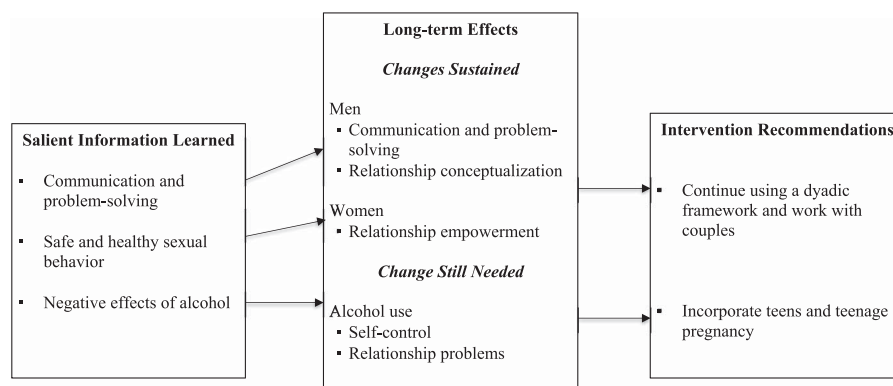 Salient Information Learned
▪ Communication and
problem-solving
▪ Safe and healthy sexual
behavior
▪ Negative effects of alcohol
Long-term Effects
Changes Sustained
Men
▪ Communication and problem-
solving
▪ Relationship conceptualization
Women
▪ Relationship empowerment
Change Still Needed
Alcohol use
▪ Self-control
▪ Relationship problems
Intervention Recommendations
▪ Continue using a dyadic
framework and work with
couples
▪ Incorporate teens and teenage
pregnancy